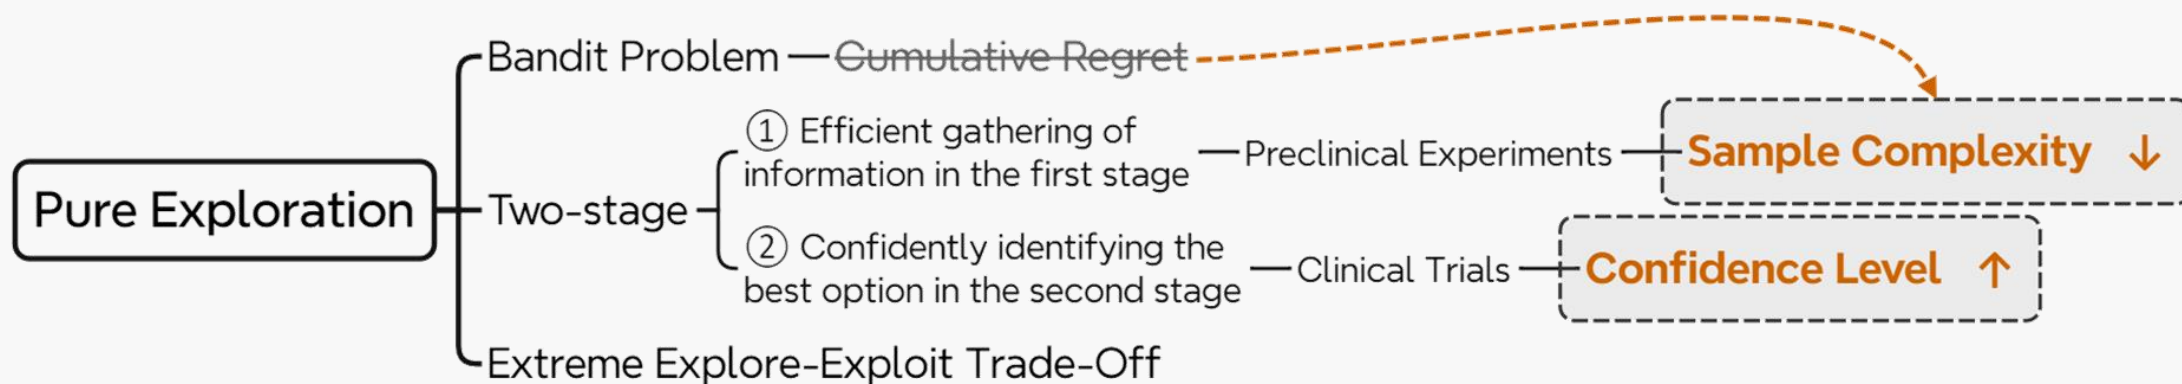 Pure Exploration
Bandit Problem
Cumulative Regret
Two-stage
① Efficient gathering of
information in the first stage
Preclinical Experiments
Sample Complexity ↓
② Confidently identifying the
best option in the second stage
Clinical Trials
Confidence Level ↑
Extreme Explore-Exploit Trade-Off